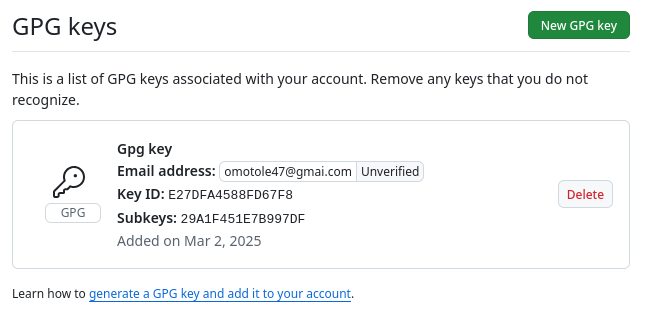 GPG keys
New GPG key
This is a list of GPG keys associated with your account. Remove any keys that you do not
recognize.
Gpg key
Email address: omotole47@gmai.com Unverified
Key ID: E27DFA4588FD67F8
GPG
Subkeys: 29A1F451E7B997DF
Added on Mar 2, 2025
Delete
Learn how to generate a GPG key and add it to your account.